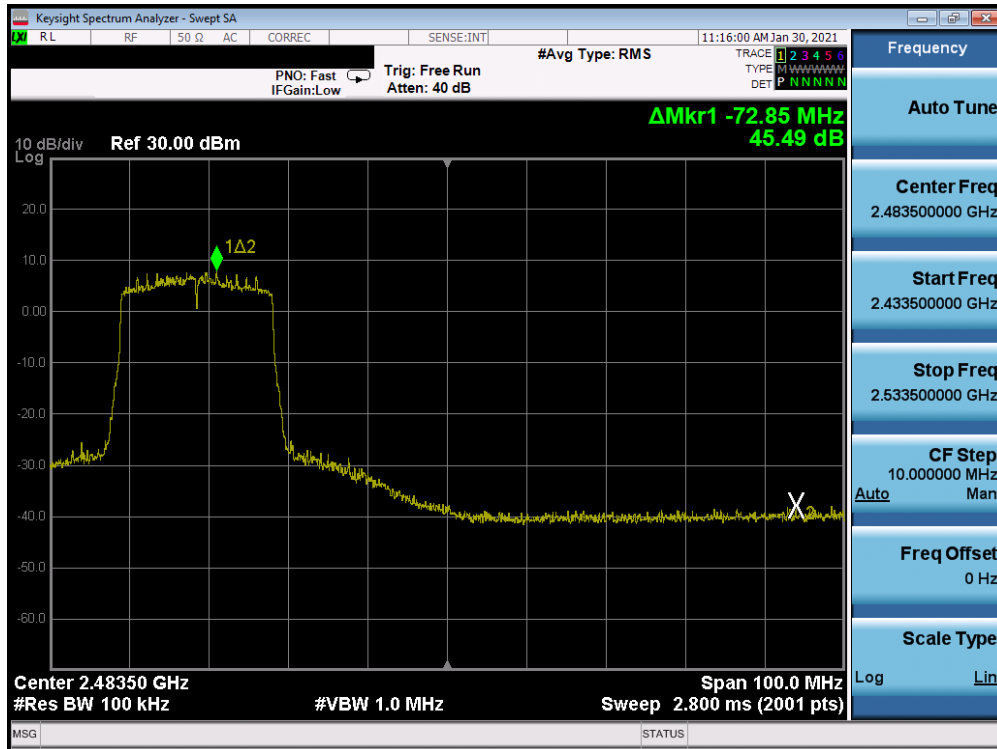 Keysight Spectrum Analyzer - Swept SA
LXI RL RF 50 Ω AC CORREC SENSE:INT 11:16:00 AM Jan 30, 2021
#Avg Type: RMS TRACE 1 2 3 4 5 6
PNO: Fast Trig: Free Run TYPE M WWWWW
IFGain:Low Atten: 40 dB DET P N N N N N
ΔMkr1 -72.85 MHz
45.49 dB
10 dB/div Ref 30.00 dBm
Log
20.0
1Δ2
10.0
0.00
-10.0
-20.0
-30.0
-40.0
X2
-50.0
-60.0
Center 2.48350 GHz Span 100.0 MHz
#Res BW 100 kHz #VBW 1.0 MHz Sweep 2.800 ms (2001 pts)
MSG STATUS
Frequency
Auto Tune
Center Freq
2.483500000 GHz
Start Freq
2.433500000 GHz
Stop Freq
2.533500000 GHz
CF Step
10.000000 MHz
Auto Man
Freq Offset
0 Hz
Scale Type
Log Lin